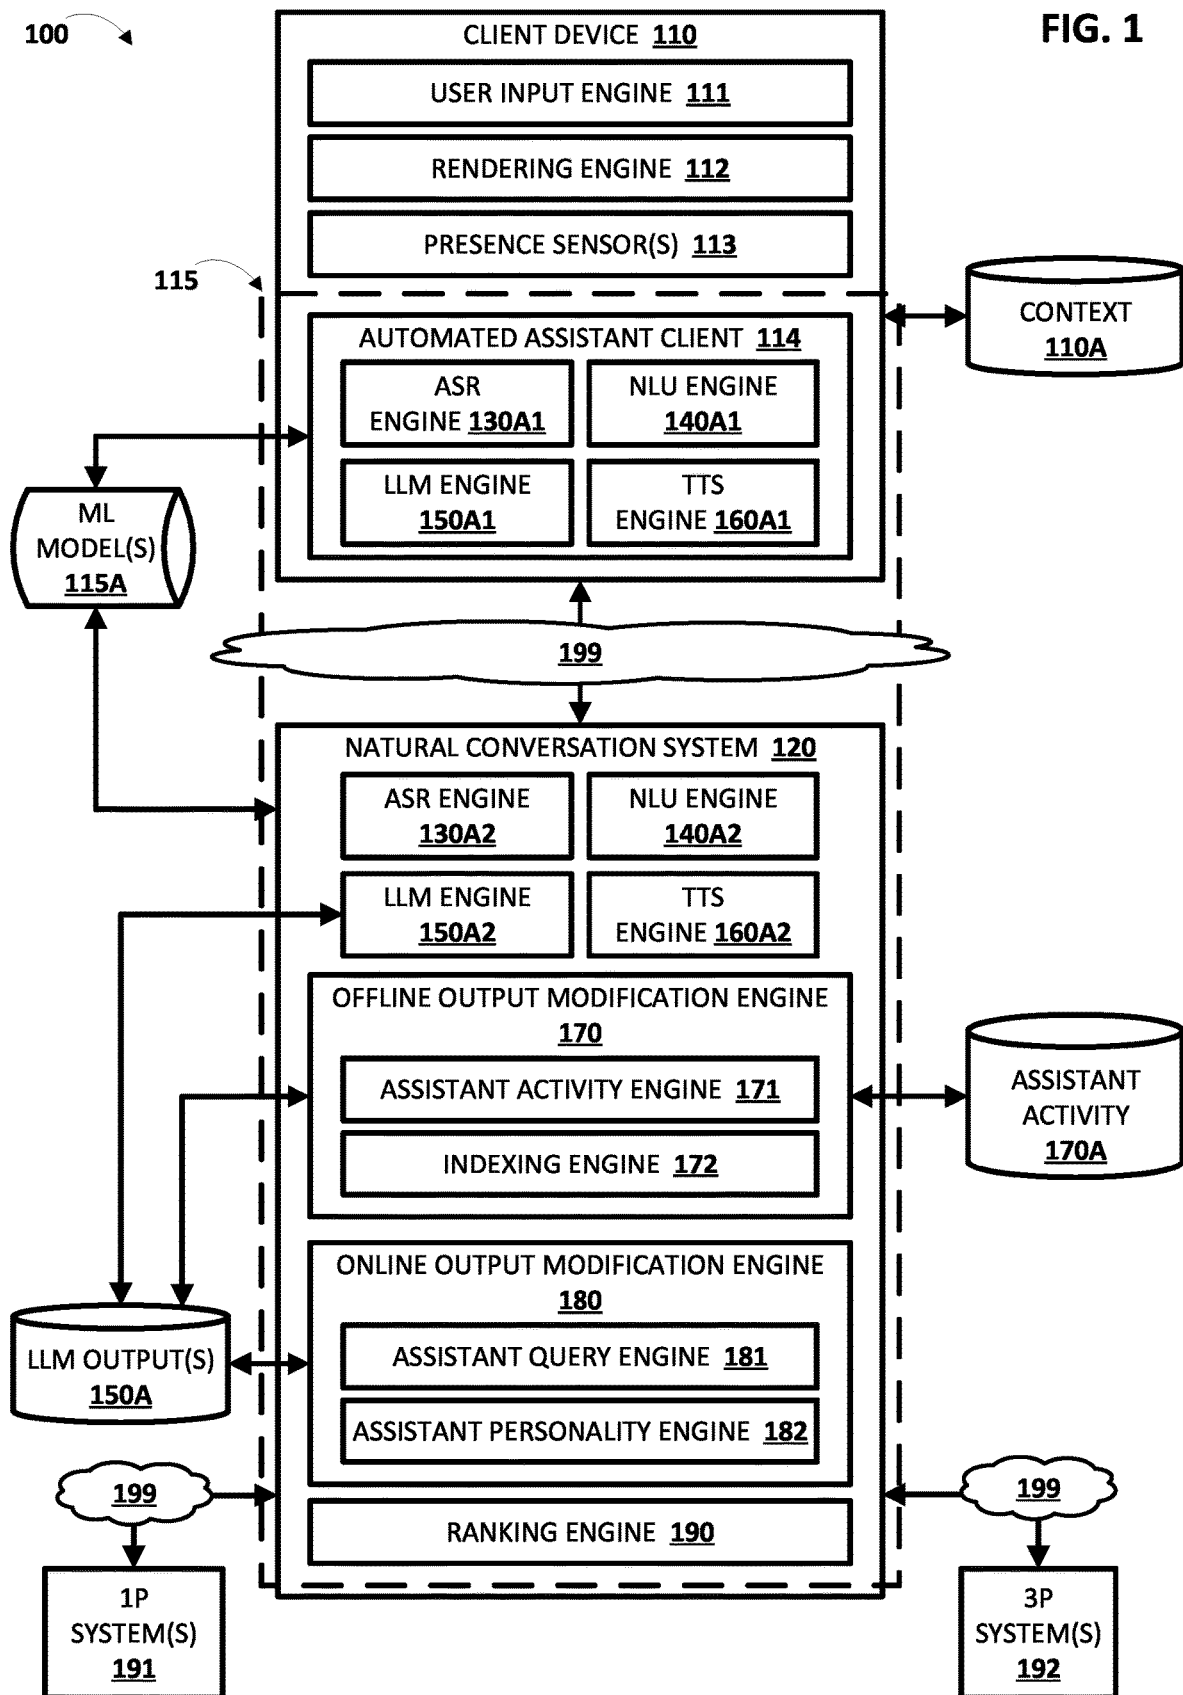 100
FIG. 1
CLIENT DEVICE 110
USER INPUT ENGINE 111
RENDERING ENGINE 112
PRESENCE SENSOR(S) 113
115
CONTEXT
110A
AUTOMATED ASSISTANT CLIENT 114
ASR
ENGINE 130A1
NLU ENGINE
140A1
LLM ENGINE
150A1
TTS
ENGINE 160A1
ML
MODEL(S)
115A
199
NATURAL CONVERSATION SYSTEM 120
ASR ENGINE
130A2
NLU ENGINE
140A2
LLM ENGINE
150A2
TTS
ENGINE 160A2
OFFLINE OUTPUT MODIFICATION ENGINE
170
ASSISTANT ACTIVITY ENGINE 171
INDEXING ENGINE 172
ASSISTANT
ACTIVITY
170A
ONLINE OUTPUT MODIFICATION ENGINE
180
ASSISTANT QUERY ENGINE 181
ASSISTANT PERSONALITY ENGINE 182
LLM OUTPUT(S)
150A
199
199
RANKING ENGINE 190
1P
SYSTEM(S)
191
3P
SYSTEM(S)
192